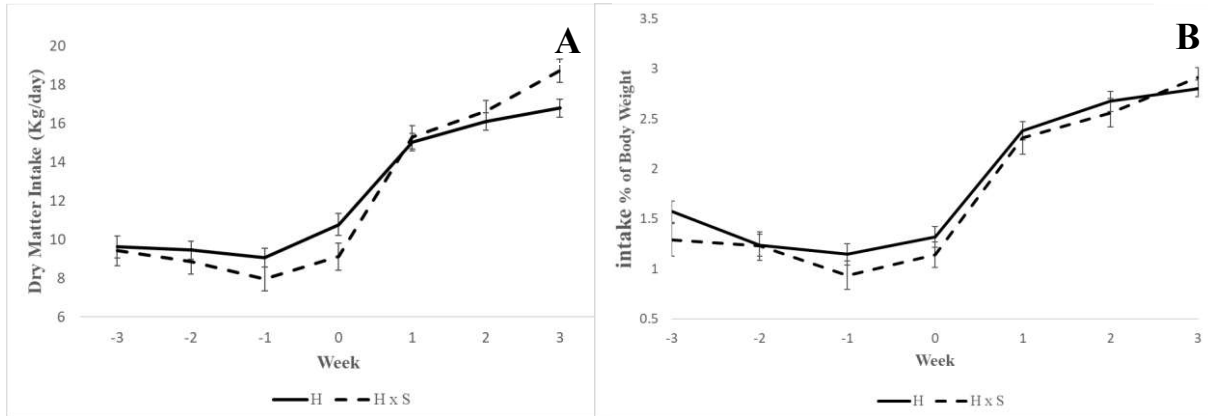 A
Dry Matter Intake (Kg/day)
20
18
16
14
12
10
8
6
-3 -2 -1 0 1 2 3
Week
H H x S
B
intake % of Body Weight
3.5
3
2.5
2
1.5
1
0.5
-3 -2 -1 0 1 2 3
Week
H H x S